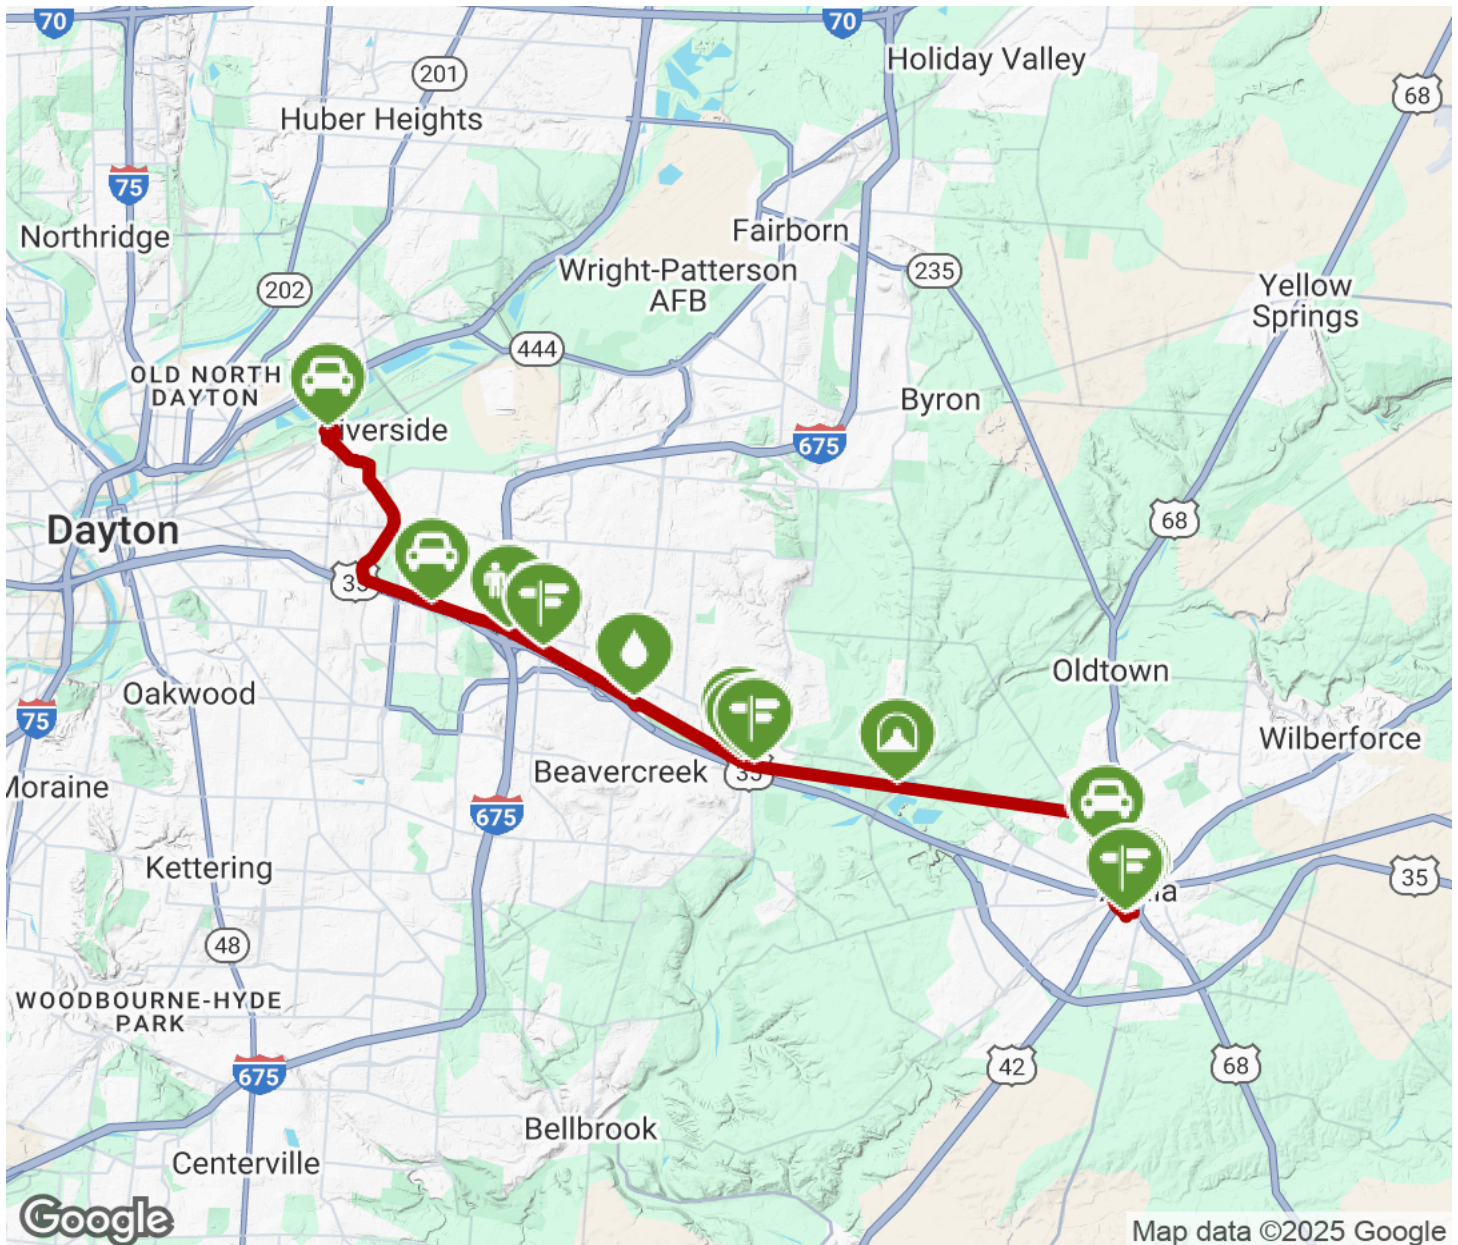 70
70
Holiday Valley
201
68
Huber Heights
75
Northridge
Fairborn
Wright-Patterson
AFB
235
202
Yellow
Springs
444
OLD NORTH
DAYTON
Byron
675
68
Dayton
Oldtown
Oakwood
75
Wilberforce
Beavercreek
675
Kettering
35
48
WOODBOURNE-HYDE
PARK
42
68
675
Bellbrook
Centerville
Google
Map data ©2025 Google